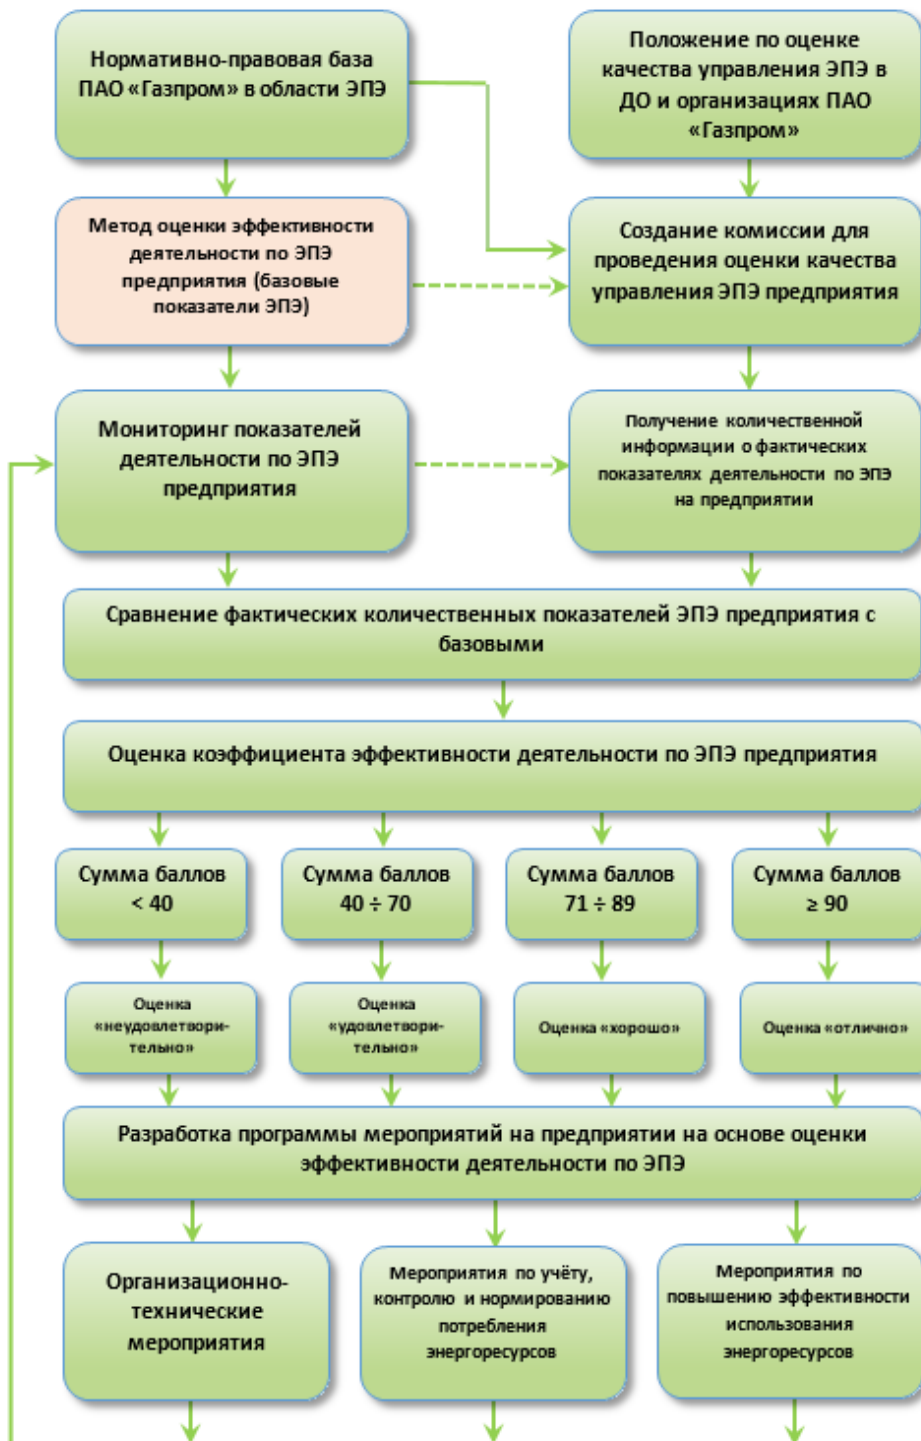 Нормативно-правовая база
ПАО «Газпром» в области ЭПЭ
Положение по оценке
качества управления ЭПЭ в
ДО и организациях ПАО
«Газпром»
Метод оценки эффективности
деятельности по ЭПЭ
предприятия (базовые
показатели ЭПЭ)
Создание комиссии для
проведения оценки качества
управления ЭПЭ предприятия
Мониторинг показателей
деятельности по ЭПЭ
предприятия
Получение количественной
информации о фактических
показателях деятельности по ЭПЭ
на предприятии
Сравнение фактических количественных показателей ЭПЭ предприятия с
базовыми
Оценка коэффициента эффективности деятельности по ЭПЭ предприятия
Сумма баллов
< 40
Сумма баллов
40 ÷ 70
Сумма баллов
71 ÷ 89
Сумма баллов
≥ 90
Оценка
«неудовлетвори-
тельно»
Оценка
«удовлетвори-
тельно»
Оценка «хорошо»
Оценка «отлично»
Разработка программы мероприятий на предприятии на основе оценки
эффективности деятельности по ЭПЭ
Организационно-
технические
мероприятия
Мероприятия по учёту,
контролю и нормированию
потребления
энергоресурсов
Мероприятия по
повышению эффективности
использования
энергоресурсов